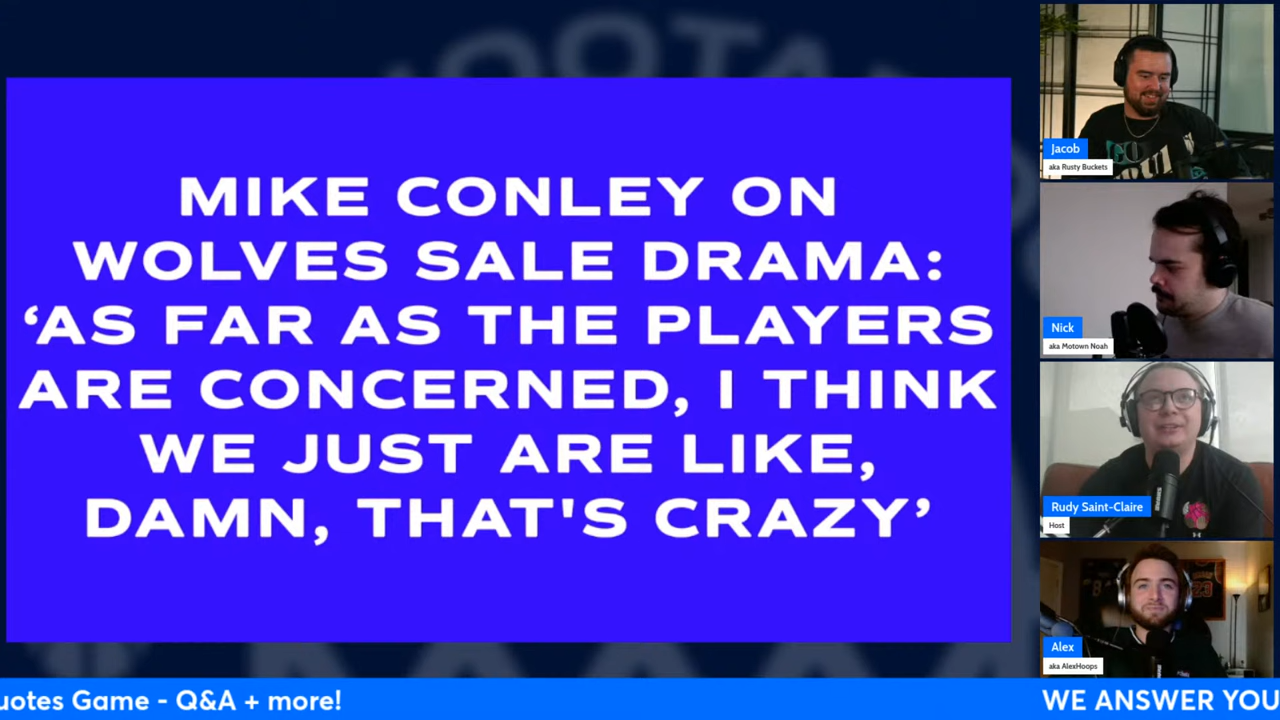 MIKE CONLEY ON
WOLVES SALE DRAMA:
‘AS FAR AS THE PLAYERS
ARE CONCERNED, I THINK
WE JUST ARE LIKE,
DAMN, THAT'S CRAZY’
Jacob
aka Rusty Buckets
Nick
aka Motown Noah
Rudy Saint-Claire
Host
Alex
aka AlexHoops
uotes Game - Q&A + more!
WE ANSWER YOU